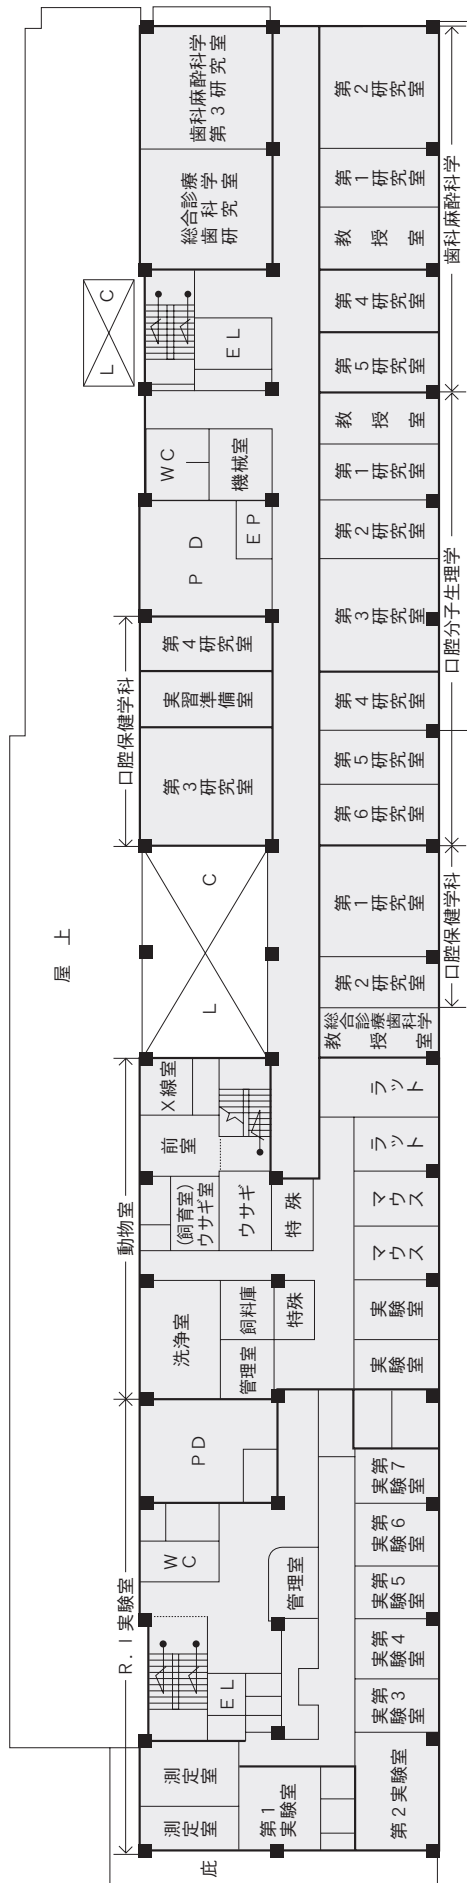 屋上
L C
庇
R.I実験室
動物室
口腔保健学科
測定室
測定室
第1
実験室
EL
WC
管理室
PD
洗浄室
管理室
飼料庫
特殊
(飼育室)
ウサギ室
前室
X線室
ウサギ
特殊
L C
第3
研究室
実習準備室
第4研究室
PD
EP
WC
機械室
EL
総合診療
歯科学
研究室
歯科麻酔科学
第3研究室
第2実験室
第3
実験室
第4
実験室
第5
実験室
第6
実験室
第7
実験室
実験室
実験室
マウス
マウス
ラット
ラット
総合診療歯科学
教授室
第2研究室
第1
研究室
第6
研究室
第5
研究室
第4
研究室
第3
研究室
第2
研究室
第1
研究室
教授室
第5
研究室
第4
研究室
教授室
第1
研究室
第2
研究室
口腔保健学科
口腔分子生理学
歯科麻酔科学